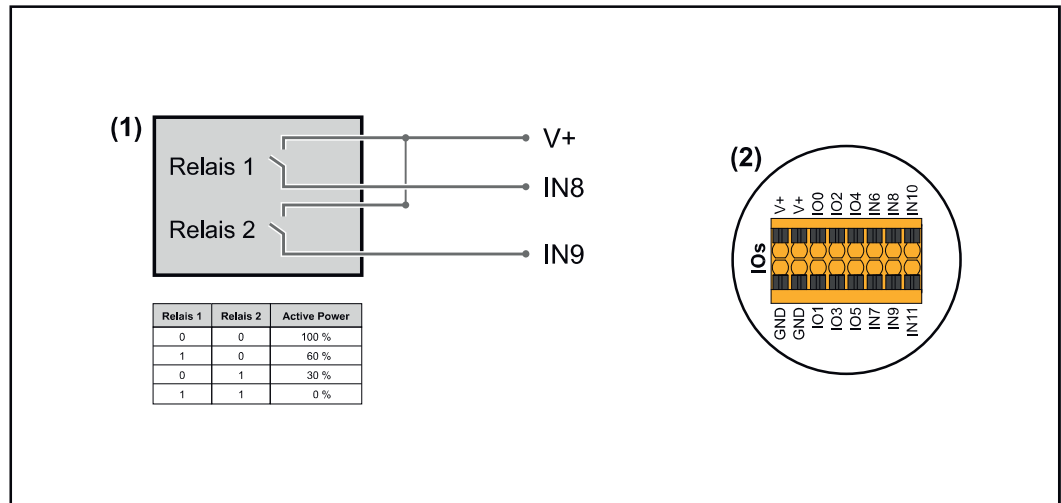 (1)
Relais 1
Relais 2
V+
IN8
IN9
Relais 1 Relais 2 Active Power
0 0 100 %
1 0 60 %
0 1 30 %
1 1 0 %
(2)
IOs
V+ V+ IO0 IO2 IO4 IN6 IN8 IN10
GND GND IO1 IO3 IO5 IN7 IN9 IN11